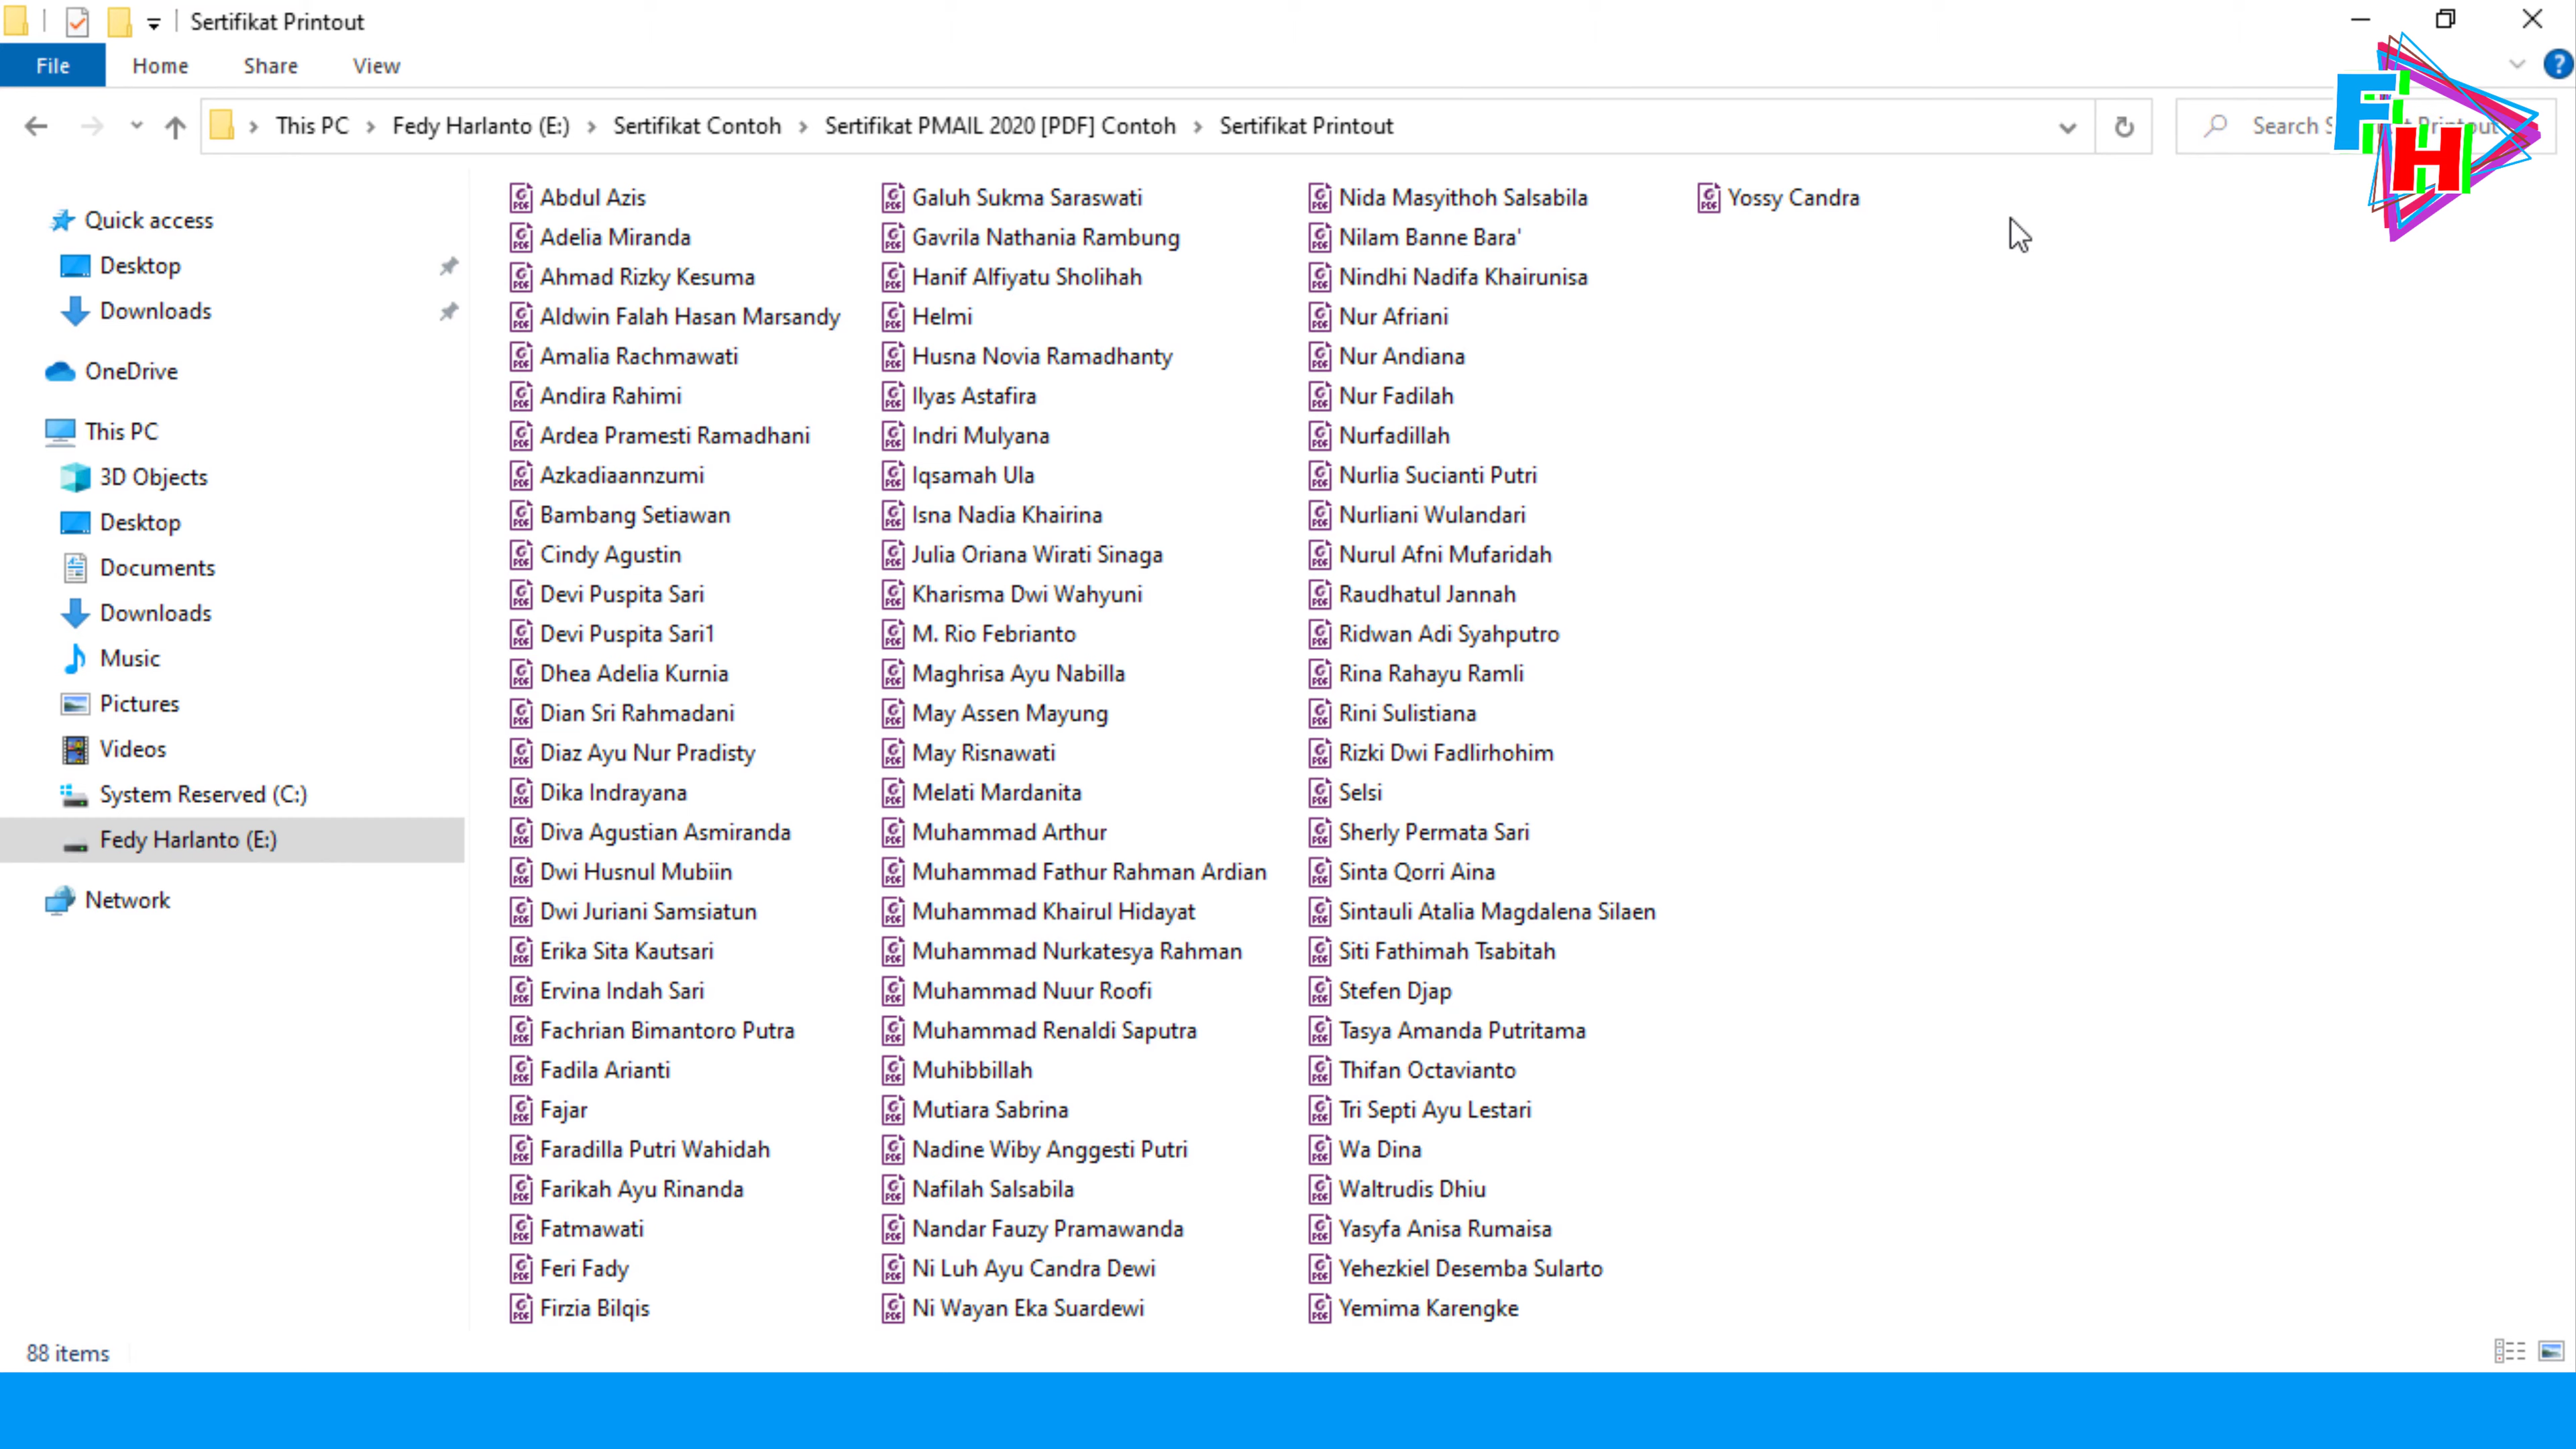 Sertifikat Printout
File Home Share View
This PC Fedy Harlanto (E:) Sertifikat Contoh Sertifikat PMAIL 2020 [PDF] Contoh Sertifikat Printout
Search Printout
FH
Quick access
Desktop
Downloads
OneDrive
This PC
3D Objects
Desktop
Documents
Downloads
Music
Pictures
Videos
System Reserved (C:)
Fedy Harlanto (E:)
Network
Abdul Azis
Adelia Miranda
Ahmad Rizky Kesuma
Aldwin Falah Hasan Marsandy
Amalia Rachmawati
Andira Rahimi
Ardea Pramesti Ramadhani
Azkadiaannzumi
Bambang Setiawan
Cindy Agustin
Devi Puspita Sari
Devi Puspita Sari1
Dhea Adelia Kurnia
Dian Sri Rahmadani
Diaz Ayu Nur Pradisty
Dika Indrayana
Diva Agustian Asmiranda
Dwi Husnul Mubiin
Dwi Juriani Samsiatun
Erika Sita Kautsari
Ervina Indah Sari
Fachrian Bimantoro Putra
Fadila Arianti
Fajar
Faradilla Putri Wahidah
Farikah Ayu Rinanda
Fatmawati
Feri Fady
Firzia Bilqis
Galuh Sukma Saraswati
Gavrila Nathania Rambung
Hanif Alfiyatu Sholihah
Helmi
Husna Novia Ramadhanty
Ilyas Astafira
Indri Mulyana
Iqsamah Ula
Isna Nadia Khairina
Julia Oriana Wirati Sinaga
Kharisma Dwi Wahyuni
M. Rio Febrianto
Maghrisa Ayu Nabilla
May Assen Mayung
May Risnawati
Melati Mardanita
Muhammad Arthur
Muhammad Fathur Rahman Ardian
Muhammad Khairul Hidayat
Muhammad Nurkatesya Rahman
Muhammad Nuur Roofi
Muhammad Renaldi Saputra
Muhibbillah
Mutiara Sabrina
Nadine Wiby Anggesti Putri
Nafilah Salsabila
Nandar Fauzy Pramawanda
Ni Luh Ayu Candra Dewi
Ni Wayan Eka Suardewi
Nida Masyithoh Salsabila
Nilam Banne Bara'
Nindhi Nadifa Khairunisa
Nur Afriani
Nur Andiana
Nur Fadilah
Nurfadillah
Nurlia Sucianti Putri
Nurliani Wulandari
Nurul Afni Mufaridah
Raudhatul Jannah
Ridwan Adi Syahputro
Rina Rahayu Ramli
Rini Sulistiana
Rizki Dwi Fadlirhohim
Selsi
Sherly Permata Sari
Sinta Qorri Aina
Sintauli Atalia Magdalena Silaen
Siti Fathimah Tsabitah
Stefen Djap
Tasya Amanda Putritama
Thifan Octavianto
Tri Septi Ayu Lestari
Wa Dina
Waltrudis Dhiu
Yasyfa Anisa Rumaisa
Yehezkiel Desemba Sularto
Yemima Karengke
Yossy Candra
88 items